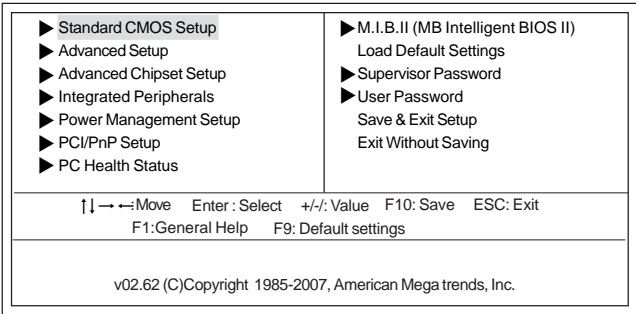 ▶ Standard CMOS Setup
▶ Advanced Setup
▶ Advanced Chipset Setup
▶ Integrated Peripherals
▶ Power Management Setup
▶ PCI/PnP Setup
▶ PC Health Status
▶ M.I.B.II (MB Intelligent BIOS II)
Load Default Settings
▶ Supervisor Password
▶ User Password
Save & Exit Setup
Exit Without Saving
↑↓→←:Move Enter : Select +/-/: Value F10: Save ESC: Exit
F1:General Help F9: Default settings
v02.62 (C)Copyright 1985-2007, American Mega trends, Inc.